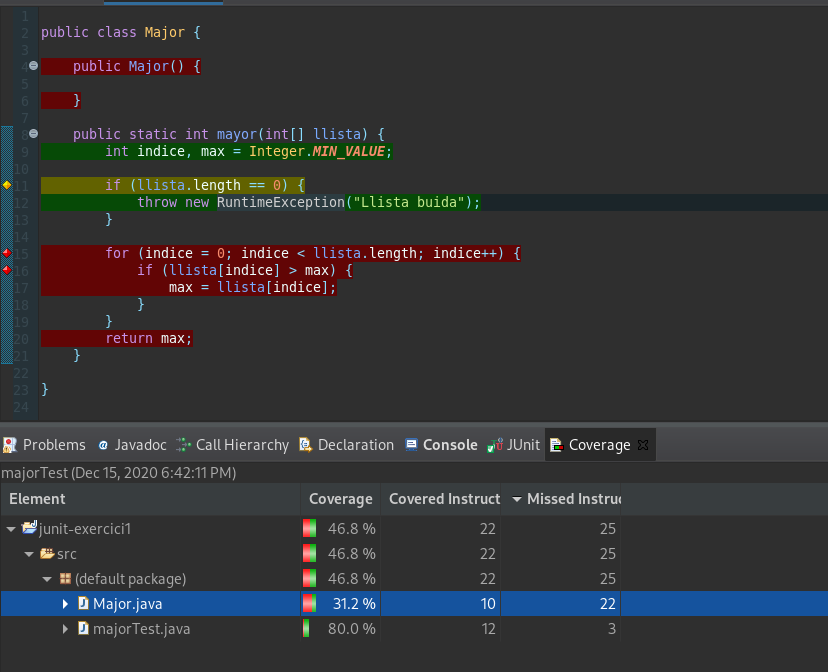 1
2 public class Major {
3
4 public Major() {
5
6 }
7
8 public static int mayor(int[] llista) {
9 int indice, max = Integer.MIN_VALUE;
10
11 if (llista.length == 0) {
12 throw new RuntimeException("Llista buida");
13 }
14
15 for (indice = 0; indice < llista.length; indice++) {
16 if (llista[indice] > max) {
17 max = llista[indice];
18 }
19 }
20 return max;
21 }
22
23 }
24
Problems Javadoc Call Hierarchy Declaration Console JUnit Coverage
majorTest (Dec 15, 2020 6:42:11 PM)
Element Coverage Covered Instruct Missed Instru
junit-exercici1 46.8 % 22 25
src 46.8 % 22 25
(default package) 46.8 % 22 25
Major.java 31.2 % 10 22
majorTest.java 80.0 % 12 3